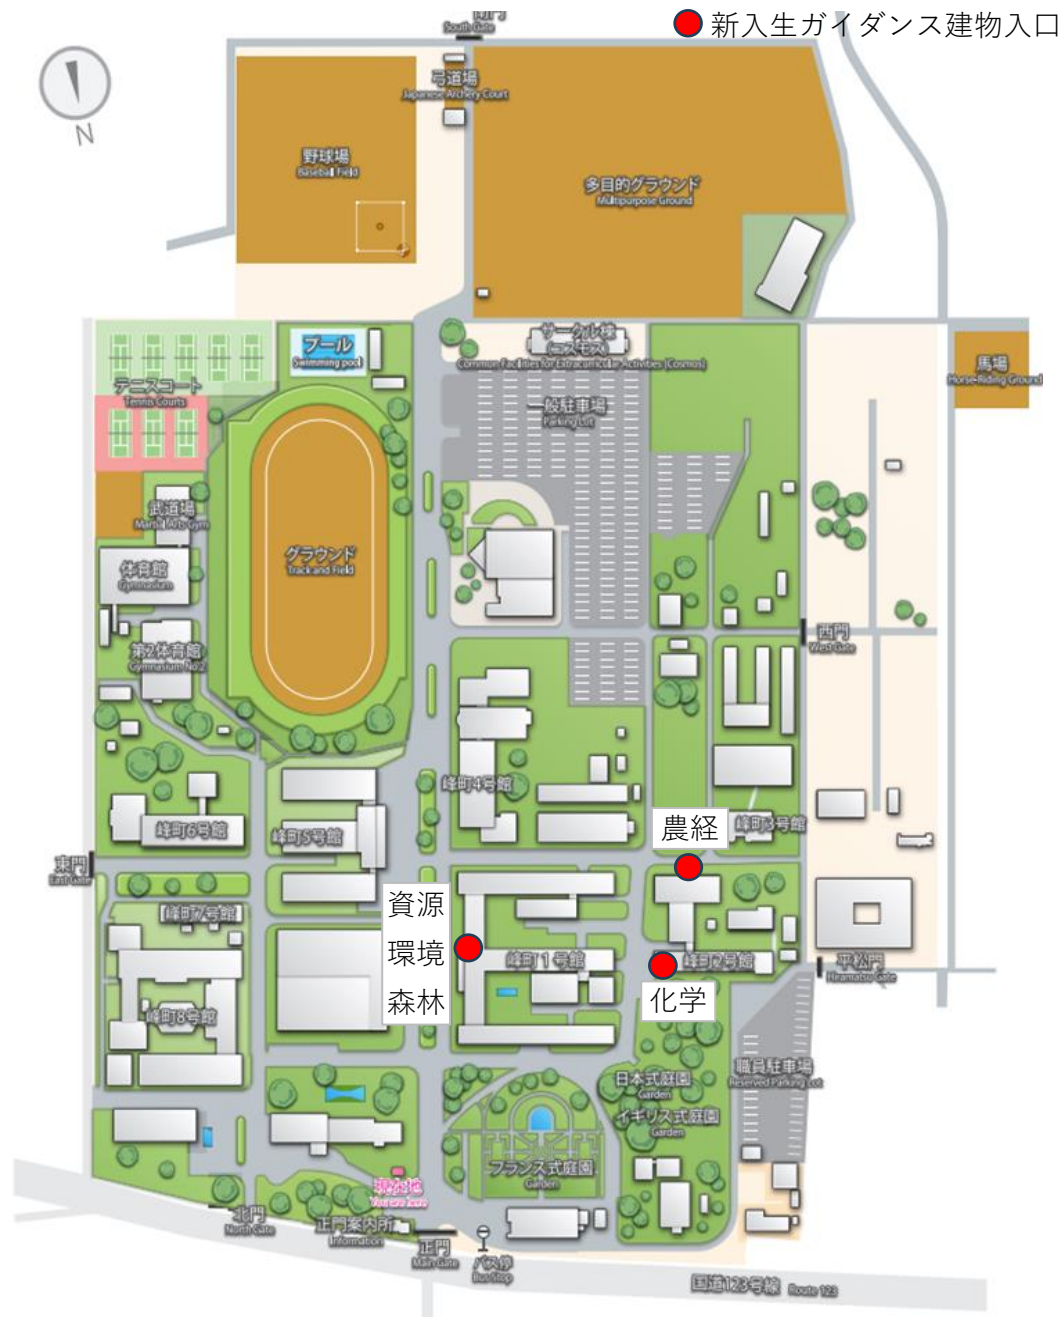 新入生ガイダンス建物入口
南門
South Gate
N
弓道場
Japanese Archery Court
野球場
Baseball Field
多目的グラウンド
Multipurpose Ground
プール
Swimming pool
サークル棟
(コスモス)
Common Facilities for Extracurricular Activities [Cosmos]
馬場
Horse-Riding Ground
テニスコート
Tennis Courts
一般駐車場
Parking Lot
武道場
Martial Arts Gym
体育館
Gymnasium
グラウンド
Track and Field
第2体育館
Gymnasium No.2
西門
West Gate
峰町4号館
農経
峰町3号館
峰町6号館
峰町5号館
東門
East Gate
資源
環境
森林
峰町7号館
峰町1号館
峰町2号館
化学
平松門
Hiramatsu Gate
峰町8号館
職員駐車場
Reserved Parking Lot
日本式庭園
Garden
イギリス式庭園
Garden
フランス式庭園
Garden
現在地
You are here
北門
North Gate
正門案内所
Information
正門
Main Gate
バス停
Bus Stop
国道123号線 Route 123